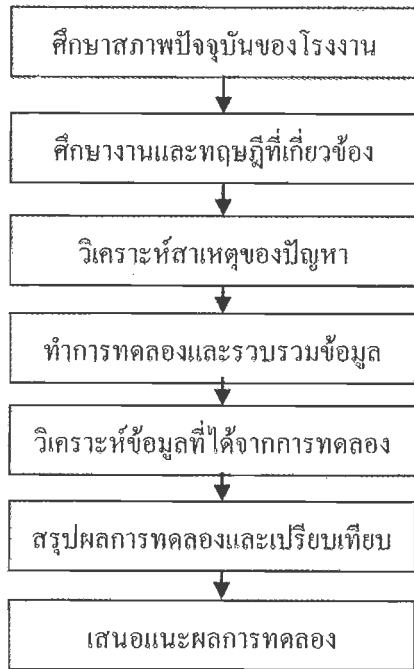 ศึกษาสภาพปัจจุบันของโรงงาน
ศึกษางานและทฤษฎีที่เกี่ยวข้อง
วิเคราะห์สาเหตุของปัญหา
ทำการทดลองและรวบรวมข้อมูล
วิเคราะห์ข้อมูลที่ได้จากการทดลอง
สรุปผลการทดลองและเปรียบเทียบ
เสนอแนะผลการทดลอง